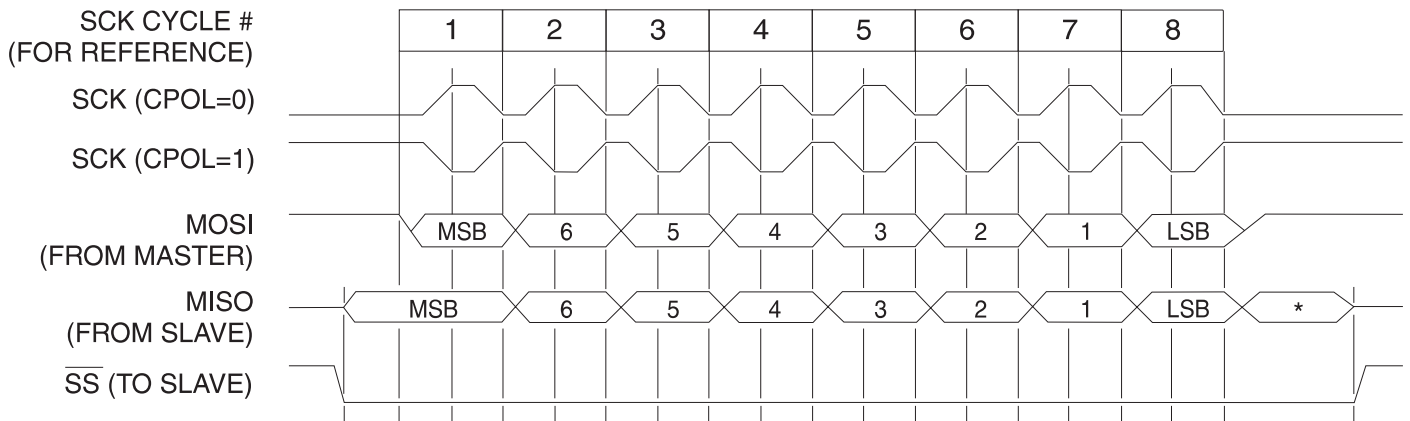 SCK CYCLE #
(FOR REFERENCE)
1 2 3 4 5 6 7 8
SCK (CPOL=0)
SCK (CPOL=1)
MOSI
(FROM MASTER)
MSB 6 5 4 3 2 1 LSB
MISO
(FROM SLAVE)
MSB 6 5 4 3 2 1 LSB *
S̅S̅ (TO SLAVE)